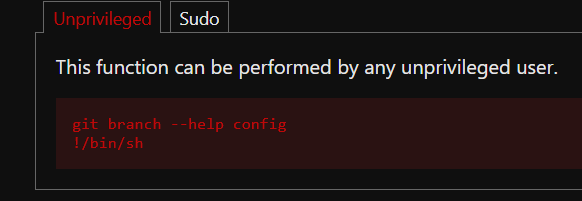 Unprivileged Sudo
This function can be performed by any unprivileged user.
git branch --help config
!/bin/sh